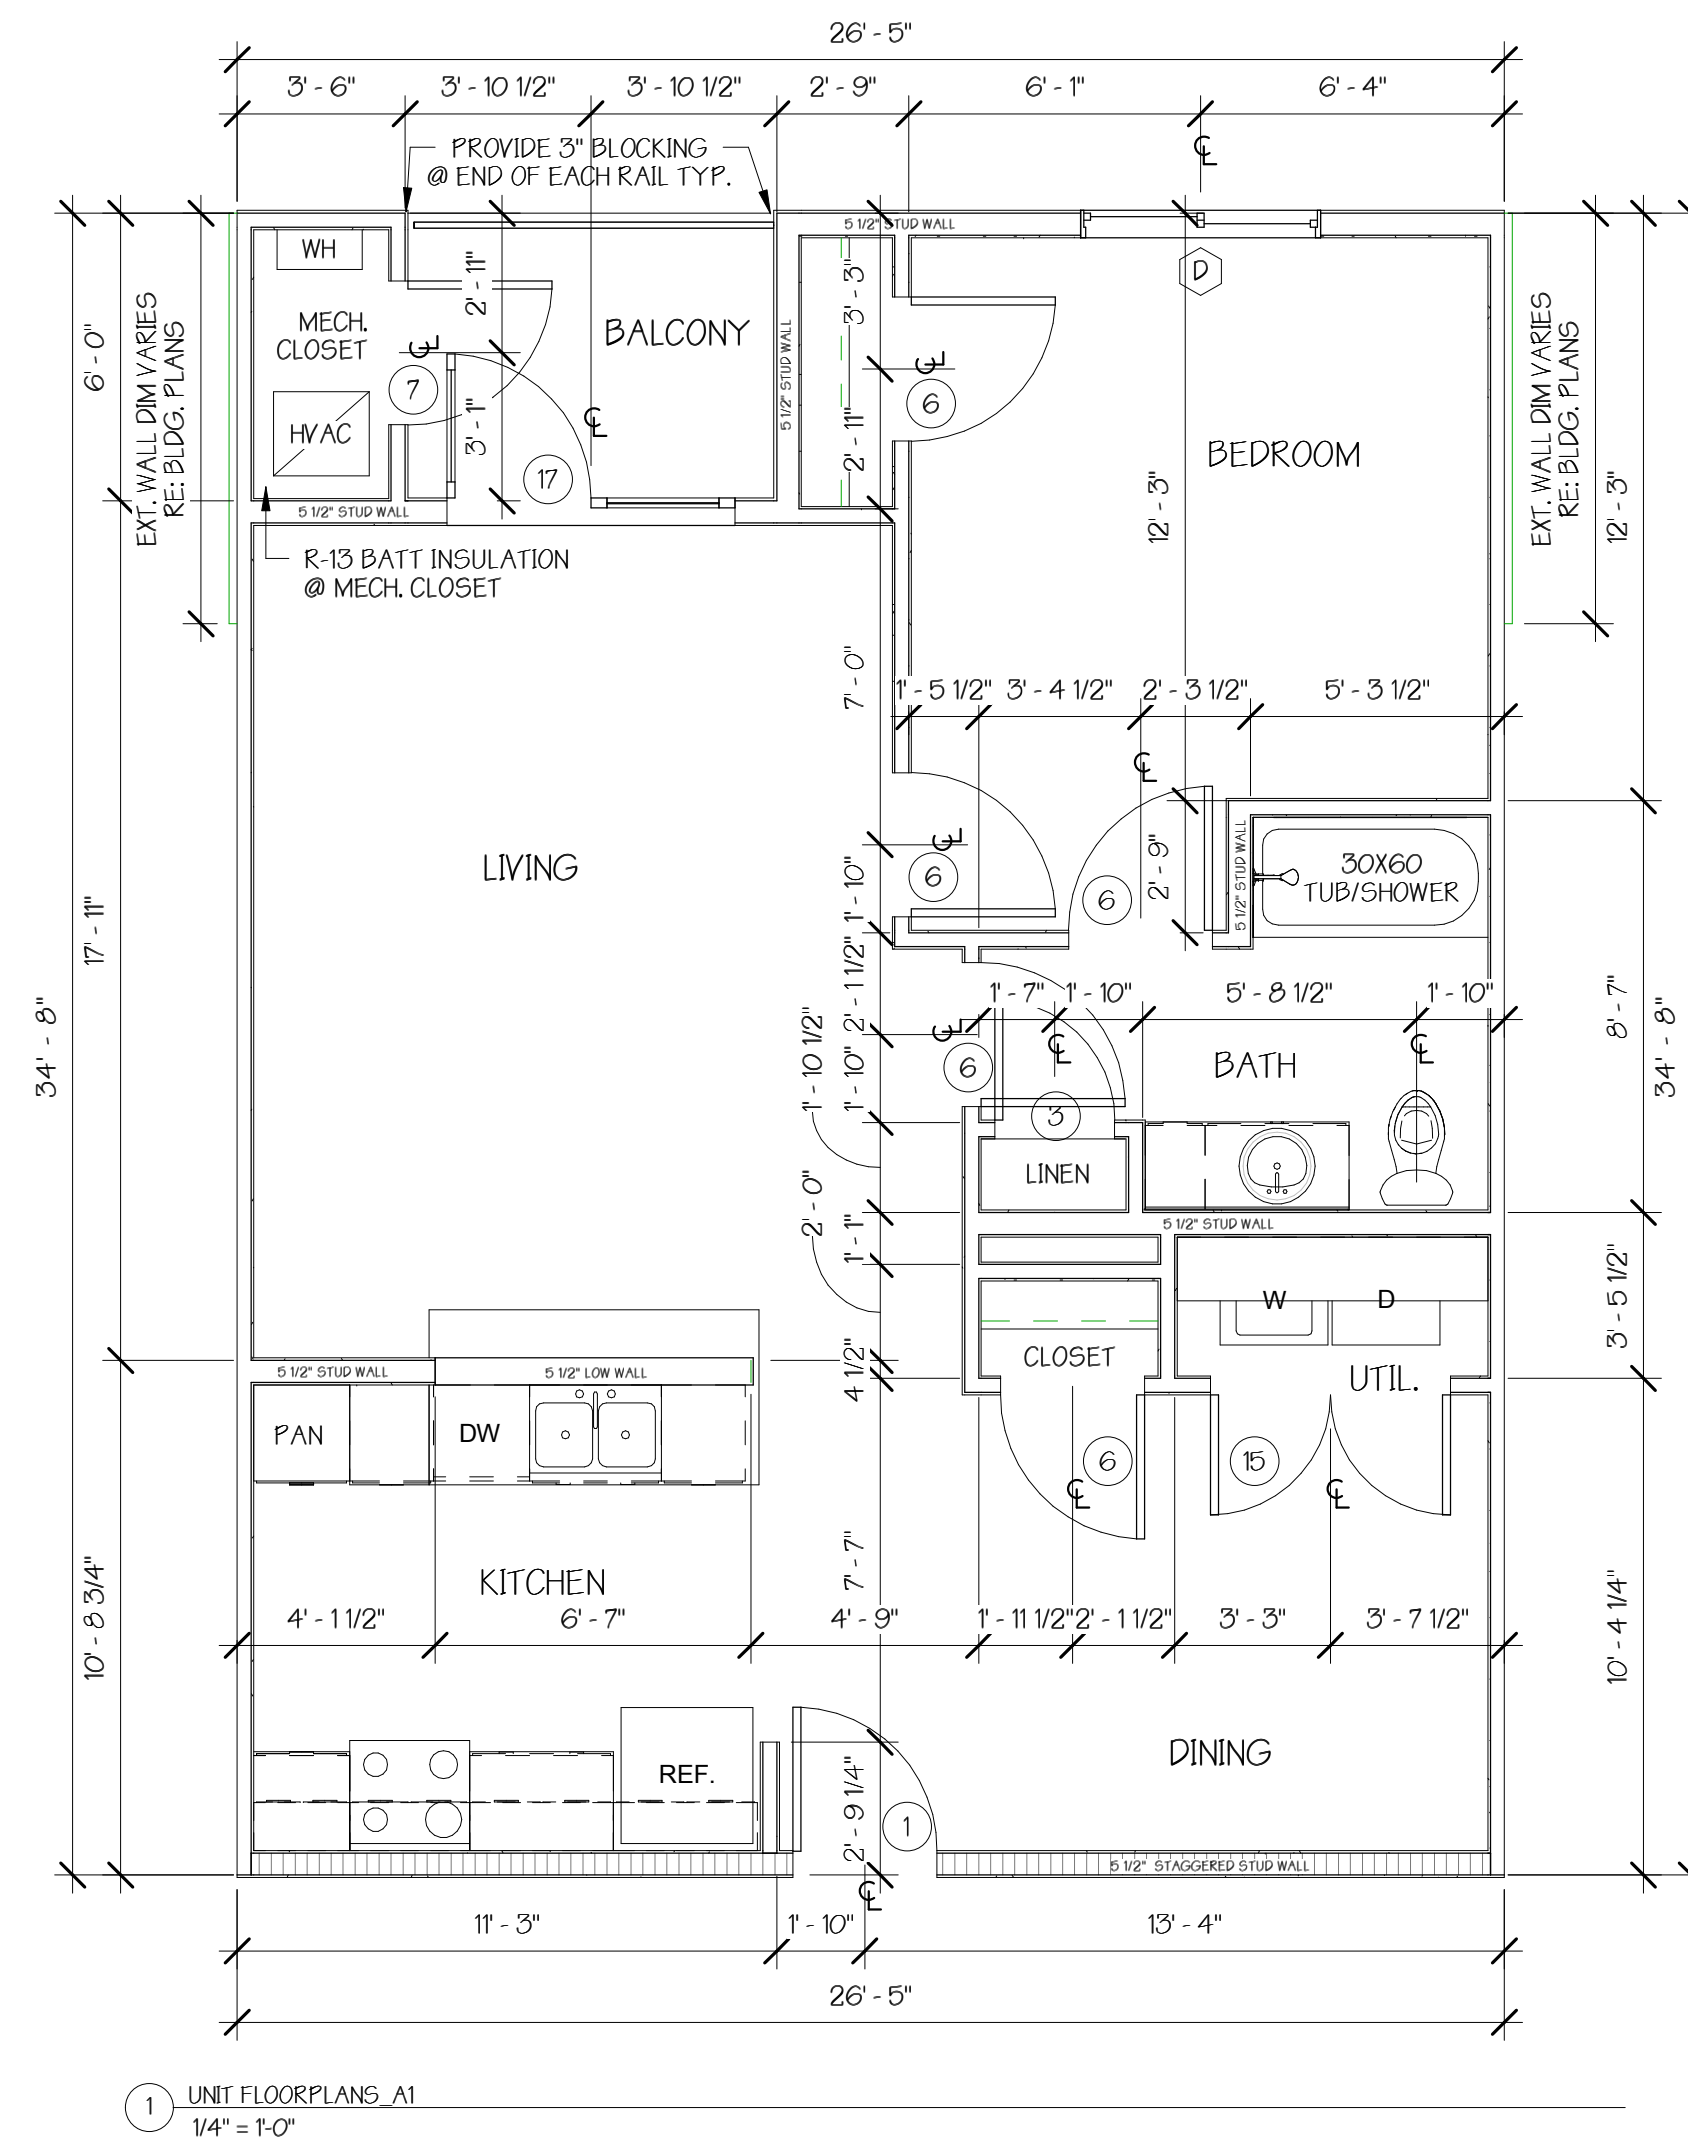 26' - 5"
3' - 6"
3' - 10 1/2"
3' - 10 1/2"
2' - 9"
6' - 1"
6' - 4"
PROVIDE 3" BLOCKING
@ END OF EACH RAIL TYP.
℄
5 1/2" STUD WALL
WH
D
MECH.
CLOSET
HVAC
2' - 11"
BALCONY
℄
7
3' - 1"
℄
17
5 1/2" STUD WALL
3' - 3"
℄
6
2' - 11"
BEDROOM
12' - 3"
6' - 0"
EXT. WALL DIM VARIES
RE: BLDG. PLANS
EXT. WALL DIM VARIES
RE: BLDG. PLANS
12' - 3"
5 1/2" STUD WALL
R-13 BATT INSULATION
@ MECH. CLOSET
7' - 0"
1' - 5 1/2"
3' - 4 1/2"
2' - 3 1/2"
5' - 3 1/2"
℄
LIVING
℄
6
6
2' - 9"
5 1/2" STUD WALL
30X60
TUB/SHOWER
17' - 11"
34' - 8"
1' - 10"
2' - 1 1/2"
1' - 7"
1' - 10"
5' - 8 1/2"
1' - 10"
8' - 7"
34' - 8"
1' - 10 1/2"
1' - 10"
℄
6
℄
3
BATH
℄
LINEN
2' - 0"
1' - 1"
5 1/2" STUD WALL
W
D
3' - 5 1/2"
CLOSET
UTIL.
4 1/2"
5 1/2" STUD WALL
5 1/2" LOW WALL
PAN
DW
6
℄
15
℄
KITCHEN
7' - 7"
10' - 8 3/4"
10' - 4 1/4"
4' - 1 1/2"
6' - 7"
4' - 9"
1' - 11 1/2"
2' - 1 1/2"
3' - 3"
3' - 7 1/2"
REF.
DINING
2' - 9 1/4"
1
5 1/2" STAGGERED STUD WALL
℄
11' - 3"
1' - 10"
13' - 4"
26' - 5"
1
UNIT FLOORPLANS_A1
1/4" = 1'-0"